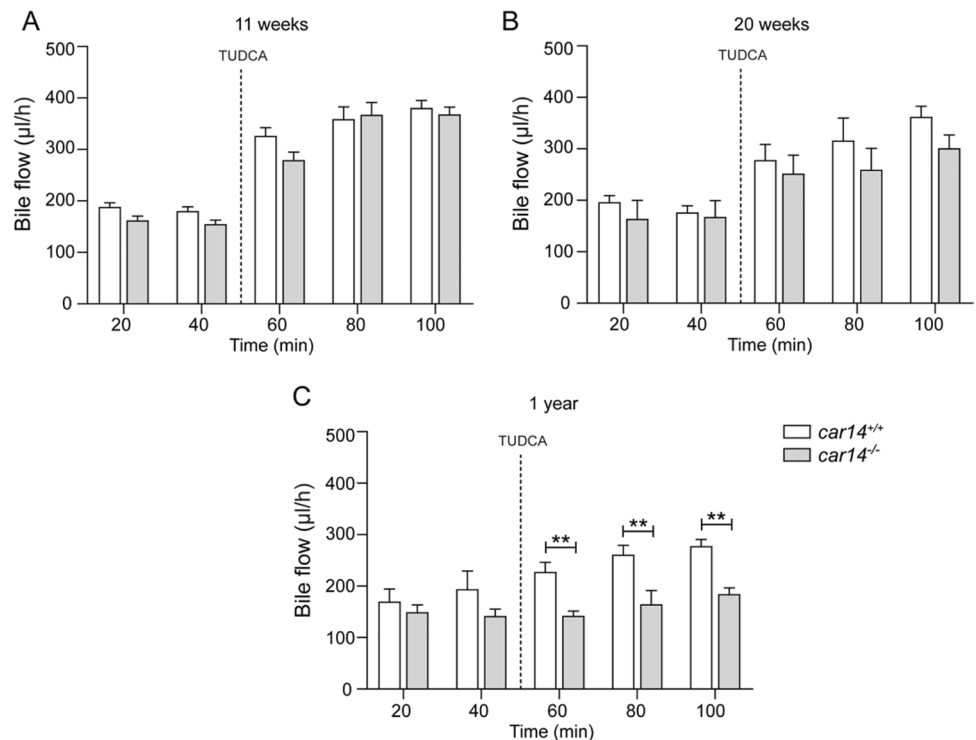 A
11 weeks
TUDCA
Bile flow (µl/h)
500
400
300
200
100
0
20 40 60 80 100
Time (min)
B
20 weeks
TUDCA
Bile flow (µl/h)
500
400
300
200
100
0
20 40 60 80 100
Time (min)
C
1 year
TUDCA
Bile flow (µl/h)
500
400
300
200
100
0
** ** **
20 40 60 80 100
Time (min)
car14+/+
car14-/-